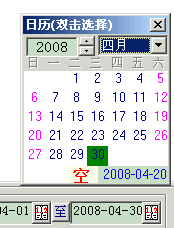 日历(双击选择)
2008 四月
日 一 二 三 四 五 六
1 2 3 4 5
6 7 8 9 10 11 12
13 14 15 16 17 18 19
20 21 22 23 24 25 26
27 28 29 30
空 2008-04-20
4-01 至 2008-04-30